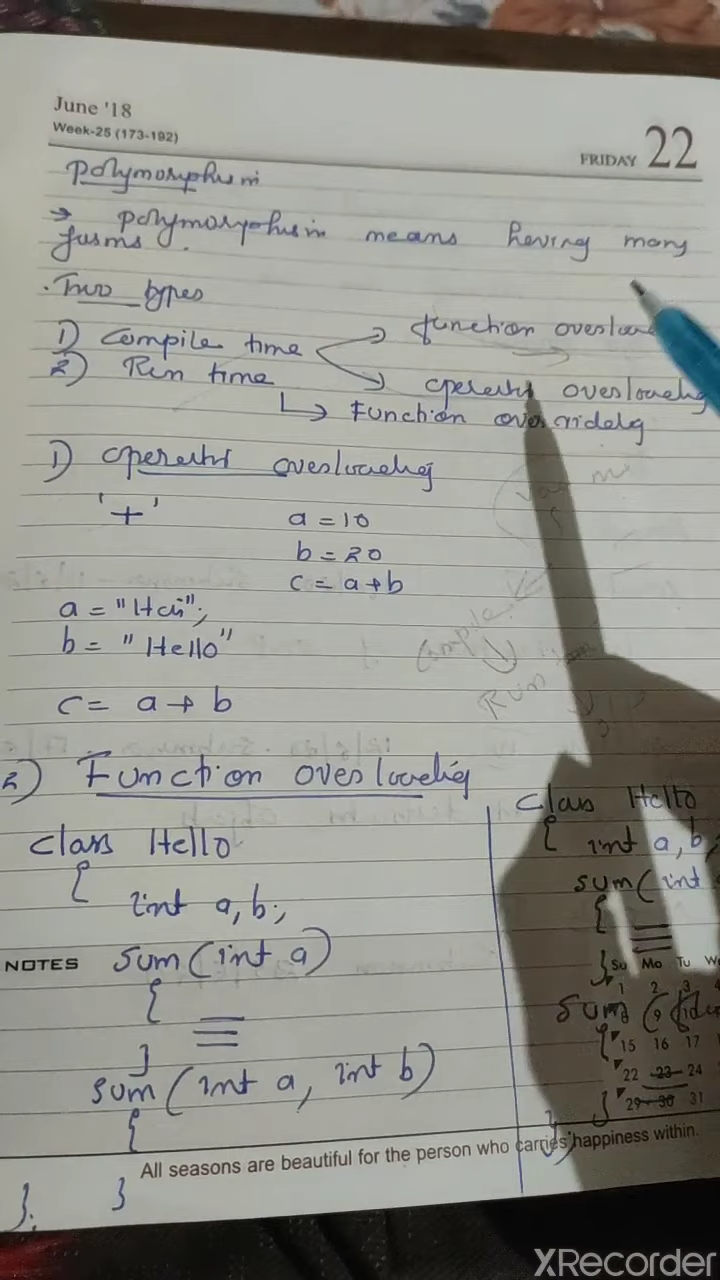 June '18
Week-25 (173-192)
FRIDAY 22
polymorphism
→ polymorphism means having many
forms.
. Two types
1) Compile time → function overload
→ operator overloading
2) Run time
↳ Function overriding
1) operator overloading
'+'
a = 10
b = 20
c = a+b
a = "Hai";
b = "Hello"
c = a + b
2) Function overloading
class Hello
{
int a, b;
NOTES
sum (int a)
{
}
sum (int a, int b)
{
}
}.
class Hello
{ int a, b
sum (int
{
}
Su Mo Tu
sum (
{
1 2 3
9
15 16 17
22 23 24
29 30 31
}
}
compile
Run
All seasons are beautiful for the person who carries happiness within.
XRecorder